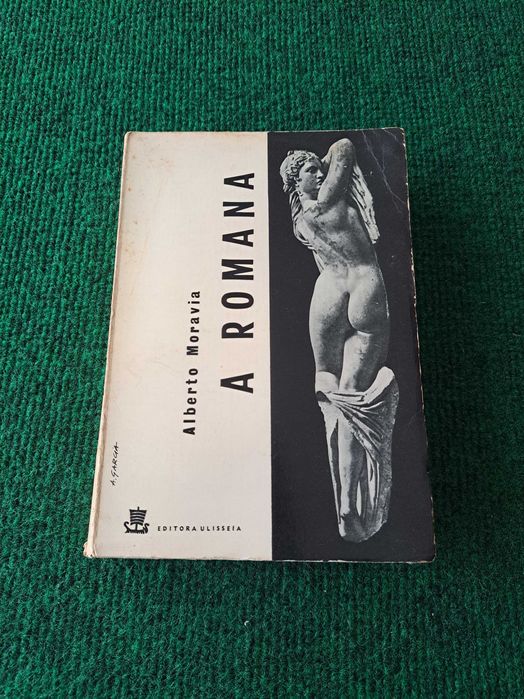 Alberto Moravia
A ROMANA
A. GARCIA
EDITORA ULISSEIA